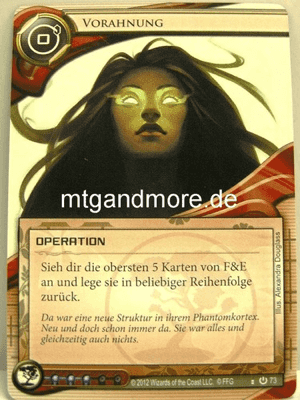 Vorahnung
0
mtgandmore.de
OPERATION
Sieh dir die obersten 5 Karten von F&E
an und lege sie in beliebiger Reihenfolge
zurück.
Da war eine neue Struktur in ihrem Phantomkortex.
Neu und doch schon immer da. Sie war alles und
gleichzeitig auch nichts.
Illus. Alexandra Douglass
© 2012 Wizards of the Coast LLC. © FFG
73